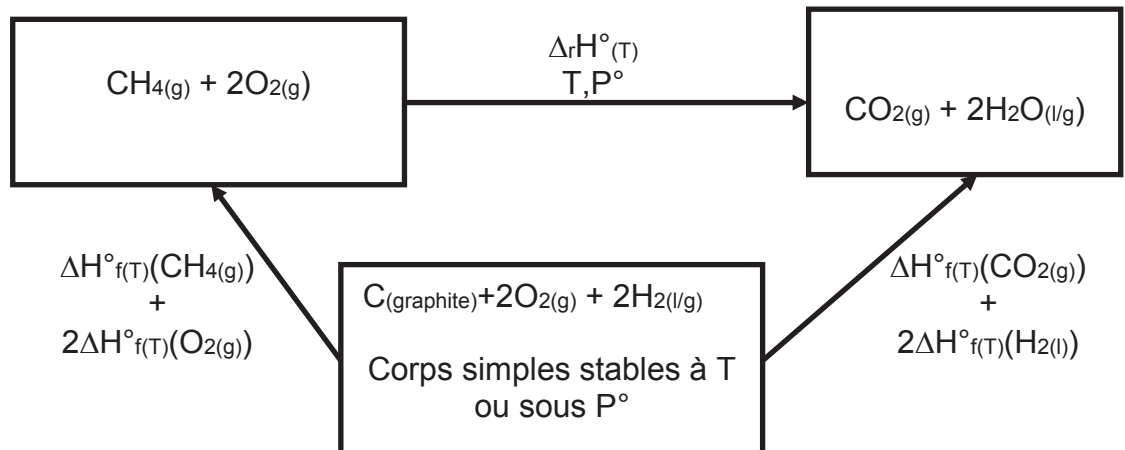 ΔrH°(T)
T,P°
CH4(g) + 2O2(g)
CO2(g) + 2H2O(l/g)
ΔH°f(T)(CH4(g))
+
2ΔH°f(T)(O2(g))
C(graphite)+2O2(g) + 2H2(l/g)
Corps simples stables à T
ou sous P°
ΔH°f(T)(CO2(g))
+
2ΔH°f(T)(H2(l))